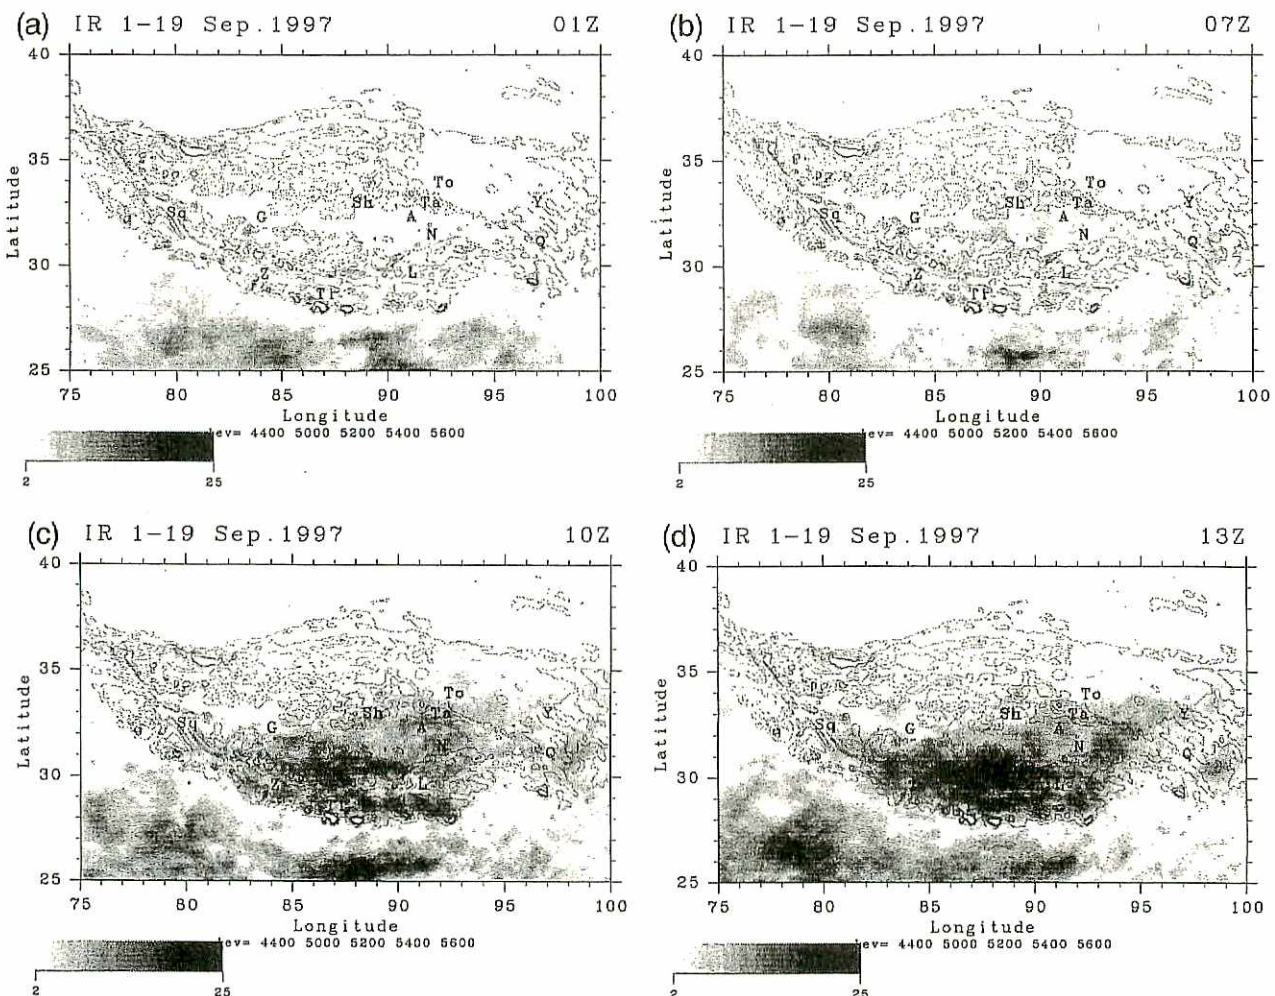 (a) IR 1-19 Sep.1997 01Z
40
35
30
25
Latitude
To
Sh Ta
Sq G A
N
Q
Z L
TI
75 80 85 90 95 100
Longitude
lev= 4400 5000 5200 5400 5600
2 25
(b) IR 1-19 Sep.1997 07Z
40
35
30
25
Latitude
To
Sh Ta Y
Sq G A
N Q
Z L
TI
75 80 85 90 95 100
Longitude
lev= 4400 5000 5200 5400 5600
2 25
(c) IR 1-19 Sep.1997 10Z
40
35
30
25
Latitude
To
Sh Ta Y
Sq G A
N Q
Z L
75 80 85 90 95 100
Longitude
lev= 4400 5000 5200 5400 5600
2 25
(d) IR 1-19 Sep.1997 13Z
40
35
30
25
Latitude
To
Sh Ta Y
Sq G A
N Q
75 80 85 90 95 100
Longitude
lev= 4400 5000 5200 5400 5600
2 25